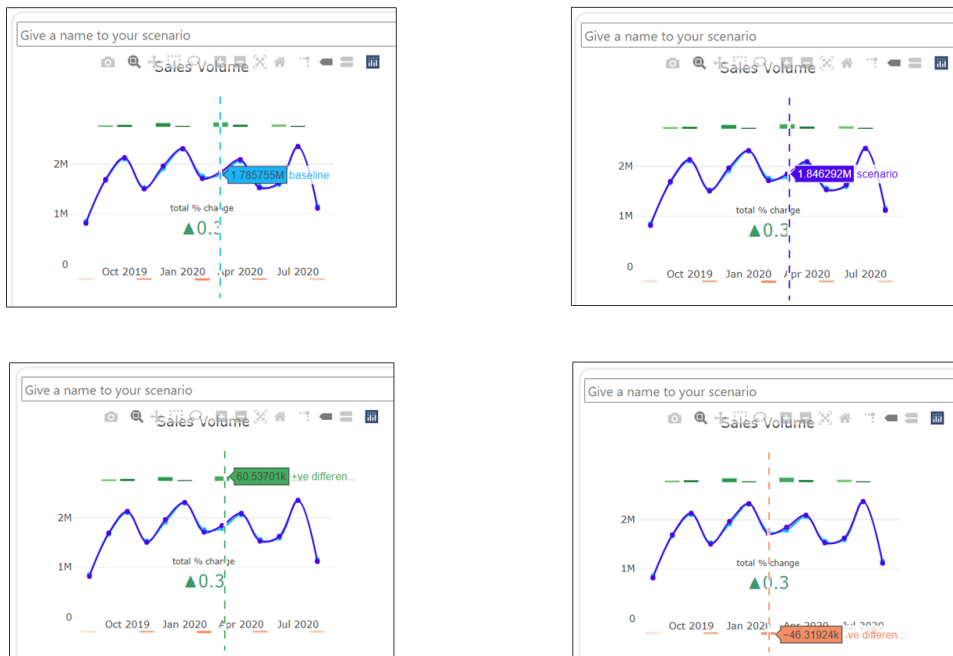 Give a name to your scenario
Sales Volume
2M
1.785755M baseline
1M
total % change
▲0.3
0
Oct 2019 Jan 2020 Apr 2020 Jul 2020
Give a name to your scenario
Sales Volume
2M
1.846292M scenario
1M
total % change
▲0.3
0
Oct 2019 Jan 2020 Apr 2020 Jul 2020
Give a name to your scenario
Sales Volume
60.53701k +ve differen...
2M
1M
total % change
▲0.3
0
Oct 2019 Jan 2020 Apr 2020 Jul 2020
Give a name to your scenario
Sales Volume
2M
1M
total % change
▲0.3
0
Oct 2019 Jan 2020 Apr 2020 Jul 2020
−46.31924k -ve differen...